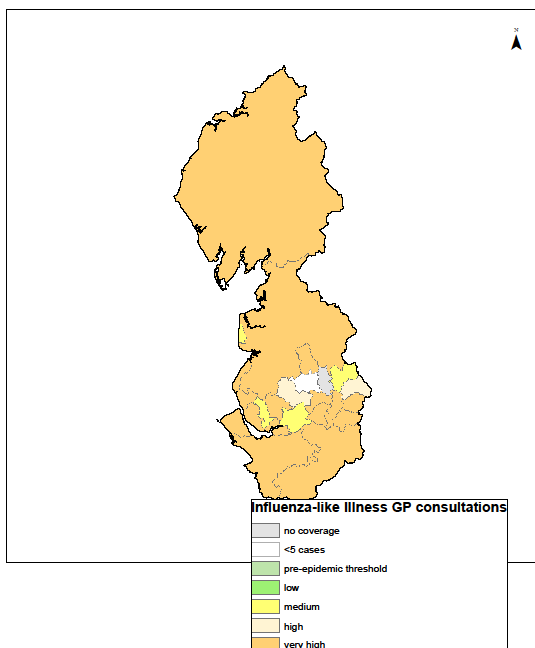 N
Influenza-like Illness GP consultations
no coverage
<5 cases
pre-epidemic threshold
low
medium
high
very high